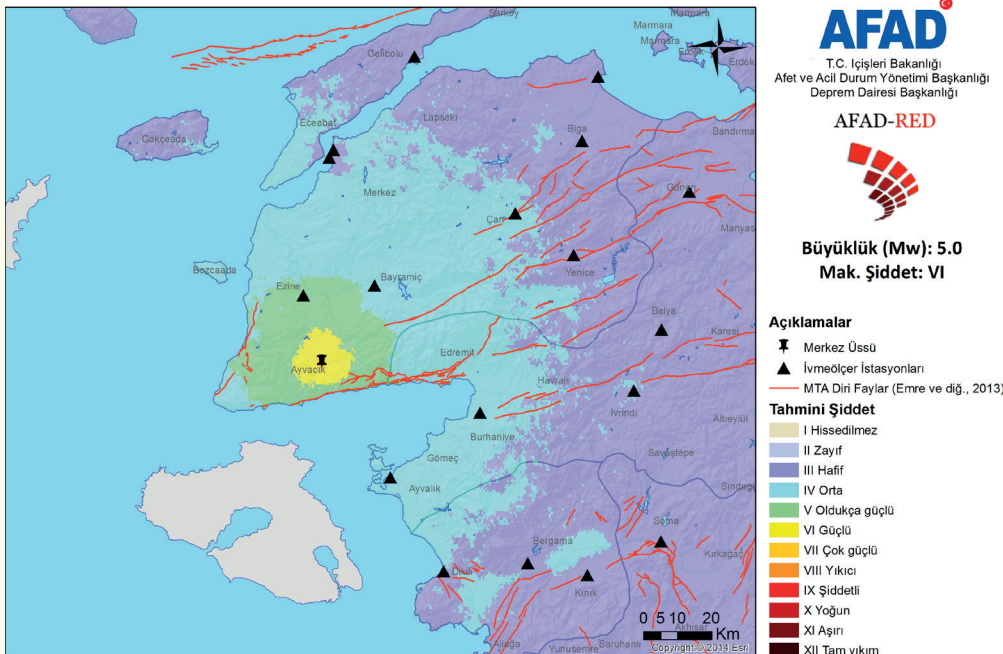 Şarköy
Marmara
Marmara
Marmara
Erdek
Erdek
Gelibolu
Lapseki
Eceabat
Gökçeada
Biga
Bandırma
Merkez
Gönen
Çan
Manyas
Bozcaada
Yenice
Ezine
Bayramiç
Balya
Karesi
Edremit
Ayvacık
Havran
İvrindi
Altıeylül
Burhaniye
Gömeç
Savaştepe
Ayvalık
Sındırgı
Soma
Bergama
Kırkağaç
Dikili
Kınık
Akhisar
Aliağa
Yunusemre
Saruhanlı
0 5 10 20
Km
Copyright:© 2014 Esri
AFAD
T.C. İçişleri Bakanlığı
Afet ve Acil Durum Yönetimi Başkanlığı
Deprem Dairesi Başkanlığı
AFAD-RED
Büyüklük (Mw): 5.0
Mak. Şiddet: VI
Açıklamalar
Merkez Üssü
İvmeölçer İstasyonları
MTA Diri Faylar (Emre ve diğ., 2013)
Tahmini Şiddet
I Hissedilmez
II Zayıf
III Hafif
IV Orta
V Oldukça güçlü
VI Güçlü
VII Çok güçlü
VIII Yıkıcı
IX Şiddetli
X Yoğun
XI Aşırı
XII Tam yıkım